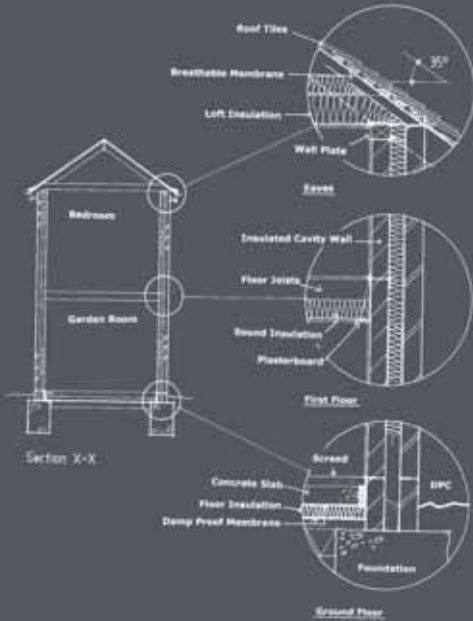 Roof Tiles
35°
Breathable Membrane
Loft Insulation
Wall Plate
Eaves
Bedroom
Insulated Cavity Wall
Floor Joists
Garden Room
Sound Insulation
Plasterboard
First Floor
Section X-X
Screed
Concrete Slab
DPC
Floor Insulation
Damp Proof Membrane
Foundation
Ground Floor